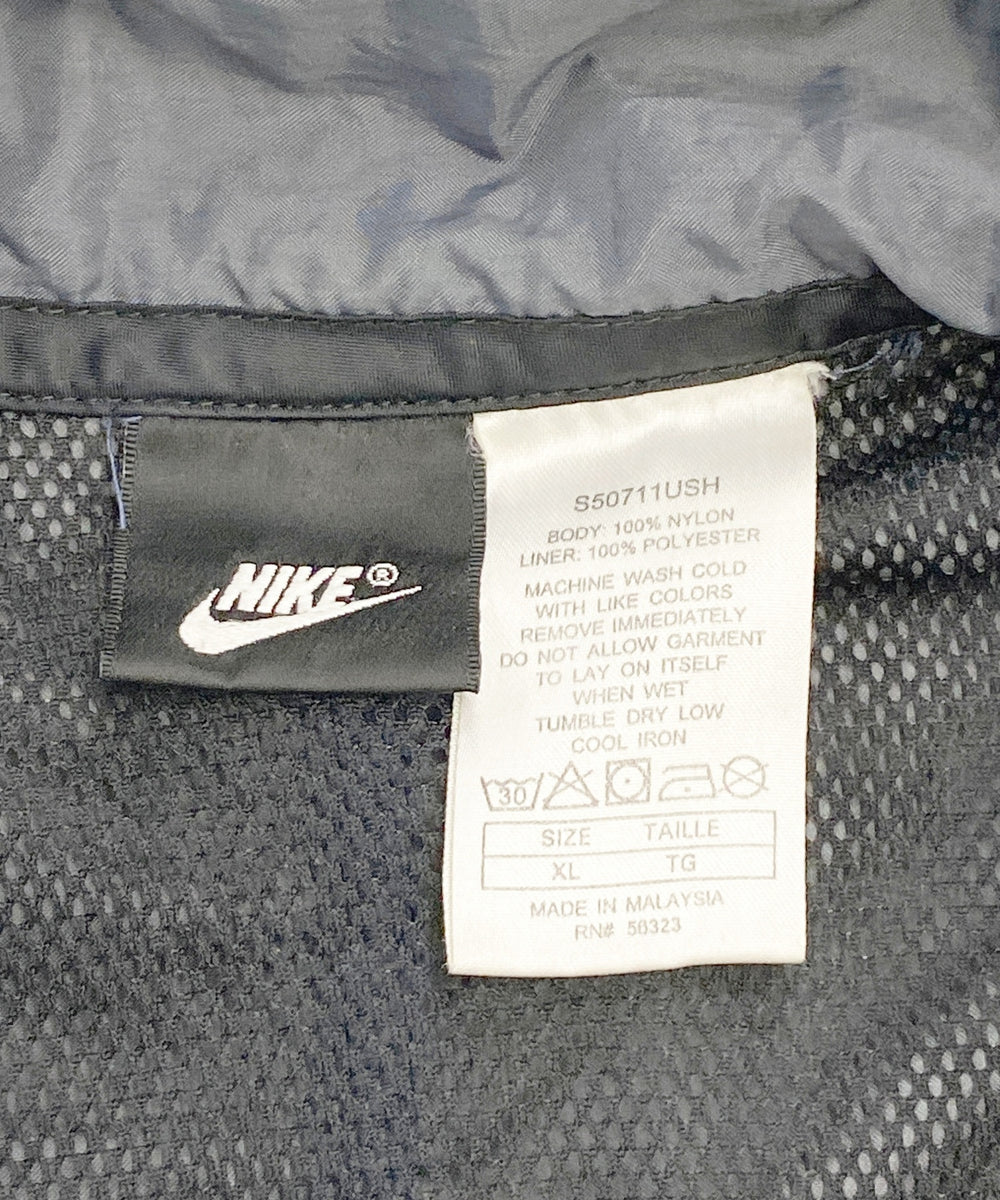 NIKE®
S50711USH
BODY: 100% NYLON
LINER: 100% POLYESTER
MACHINE WASH COLD
WITH LIKE COLORS
REMOVE IMMEDIATELY
DO NOT ALLOW GARMENT
TO LAY ON ITSELF
WHEN WET
TUMBLE DRY LOW
COOL IRON
30
SIZE TAILLE
XL TG
MADE IN MALAYSIA
RN# 56323